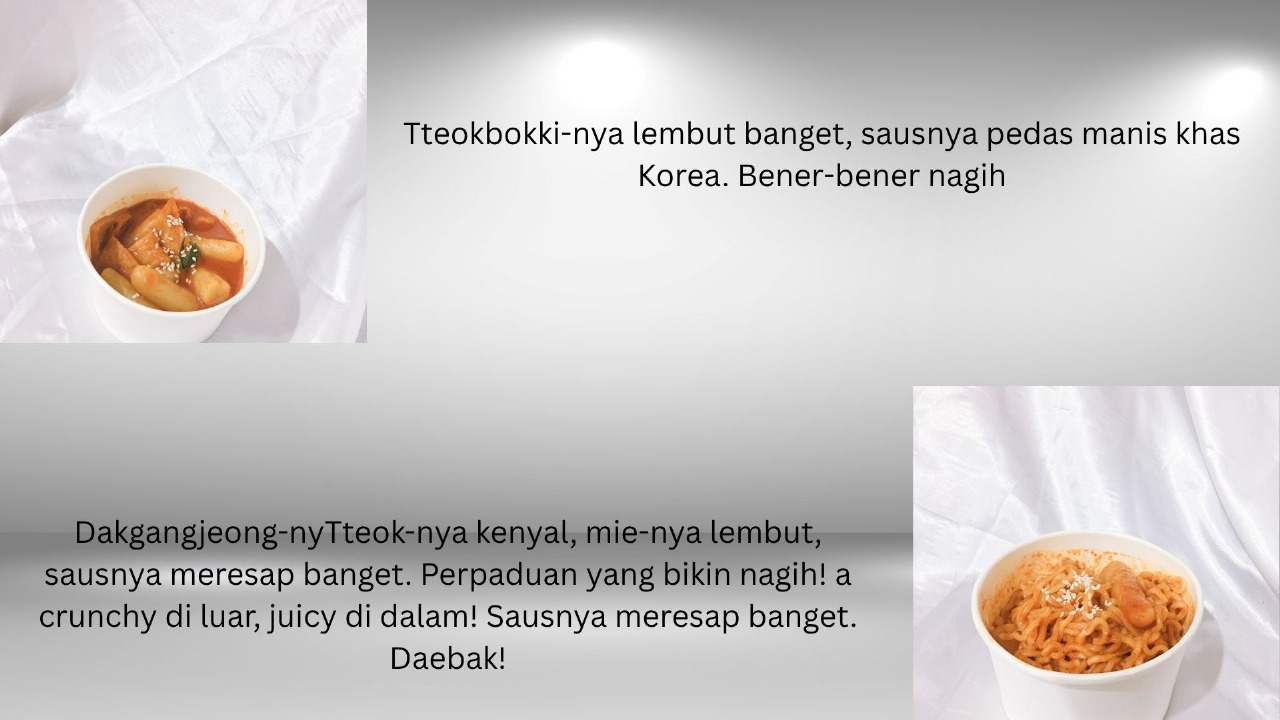 Tteokbokki-nya lembut banget, sausnya pedas manis khas
Korea. Bener-bener nagih
Dakgangjeong-nyTteok-nya kenyal, mie-nya lembut,
sausnya meresap banget. Perpaduan yang bikin nagih! a
crunchy di luar, juicy di dalam! Sausnya meresap banget.
Daebak!